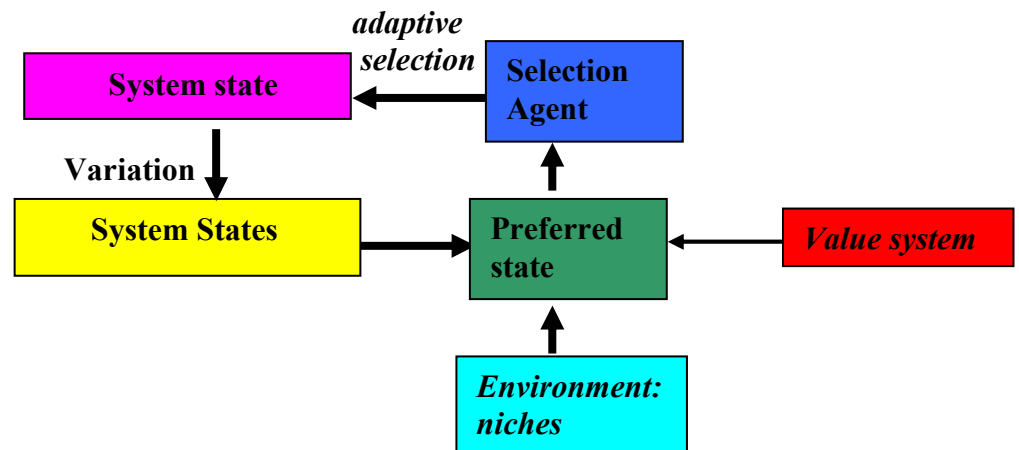 adaptive
selection
System state
Selection
Agent
Variation
System States
Preferred
state
Value system
Environment:
niches